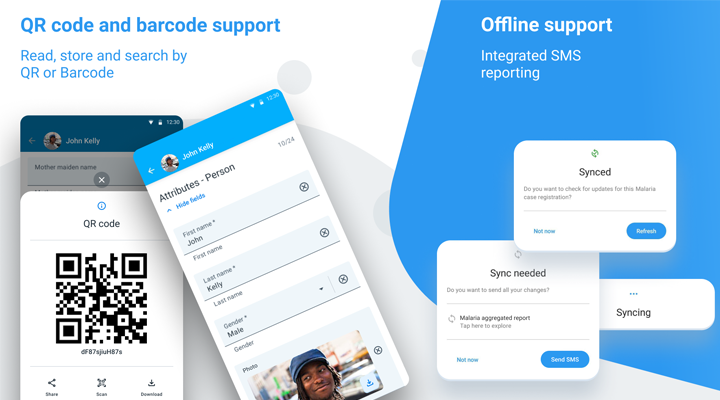 QR code and barcode support
Read, store and search by
QR or Barcode
12:30
John Kelly
Mother maiden name
QR code
dF87sjiuH87s
Share
Scan
Download
12:30
John Kelly
10/24
Attributes - Person
Hide fields
First name *
John
First name
Last name *
Kelly
Last name
Gender *
Male
Gender
Photo
Offline support
Integrated SMS
reporting
Synced
Do you want to check for updates for this Malaria
case registration?
Not now
Refresh
Sync needed
Do you want to send all your changes?
Malaria aggregated report
Tap here to explore
Not now
Send SMS
Syncing